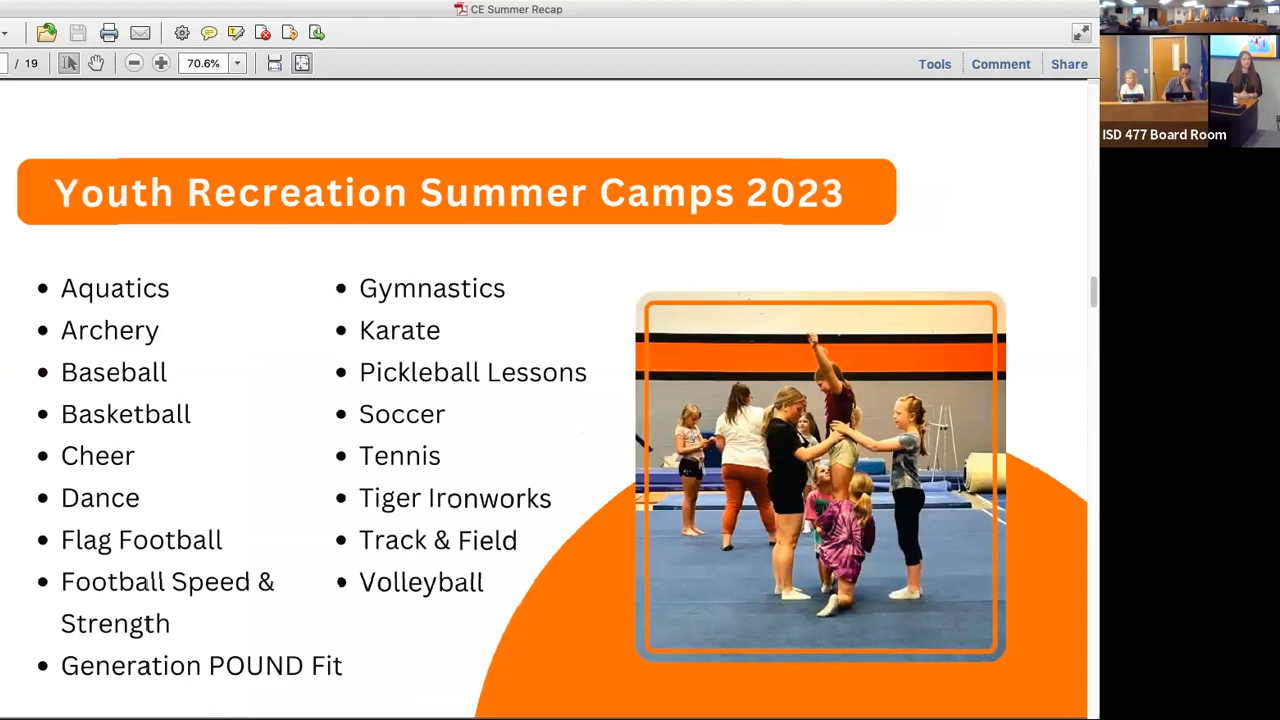 CE Summer Recap
/ 19
70.6%
Tools
Comment
Share
ISD 477 Board Room
Youth Recreation Summer Camps 2023
Aquatics
Archery
Baseball
Basketball
Cheer
Dance
Flag Football
Football Speed &
Strength
Generation POUND Fit
Gymnastics
Karate
Pickleball Lessons
Soccer
Tennis
Tiger Ironworks
Track & Field
Volleyball